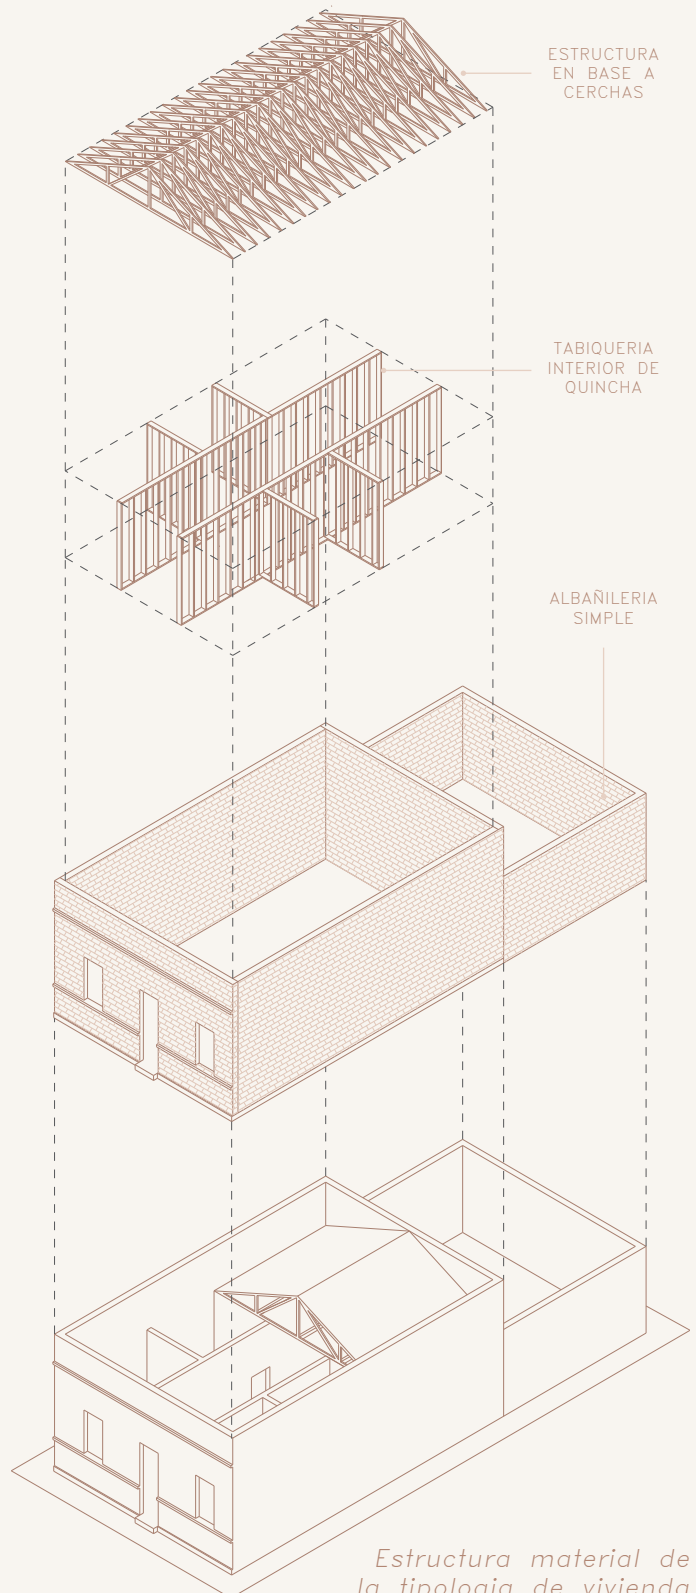 ESTRUCTURA
EN BASE A
CERCHAS
TABIQUERIA
INTERIOR DE
QUINCHA
ALBAÑILERIA
SIMPLE
Estructura material de
la tipologia de vivienda